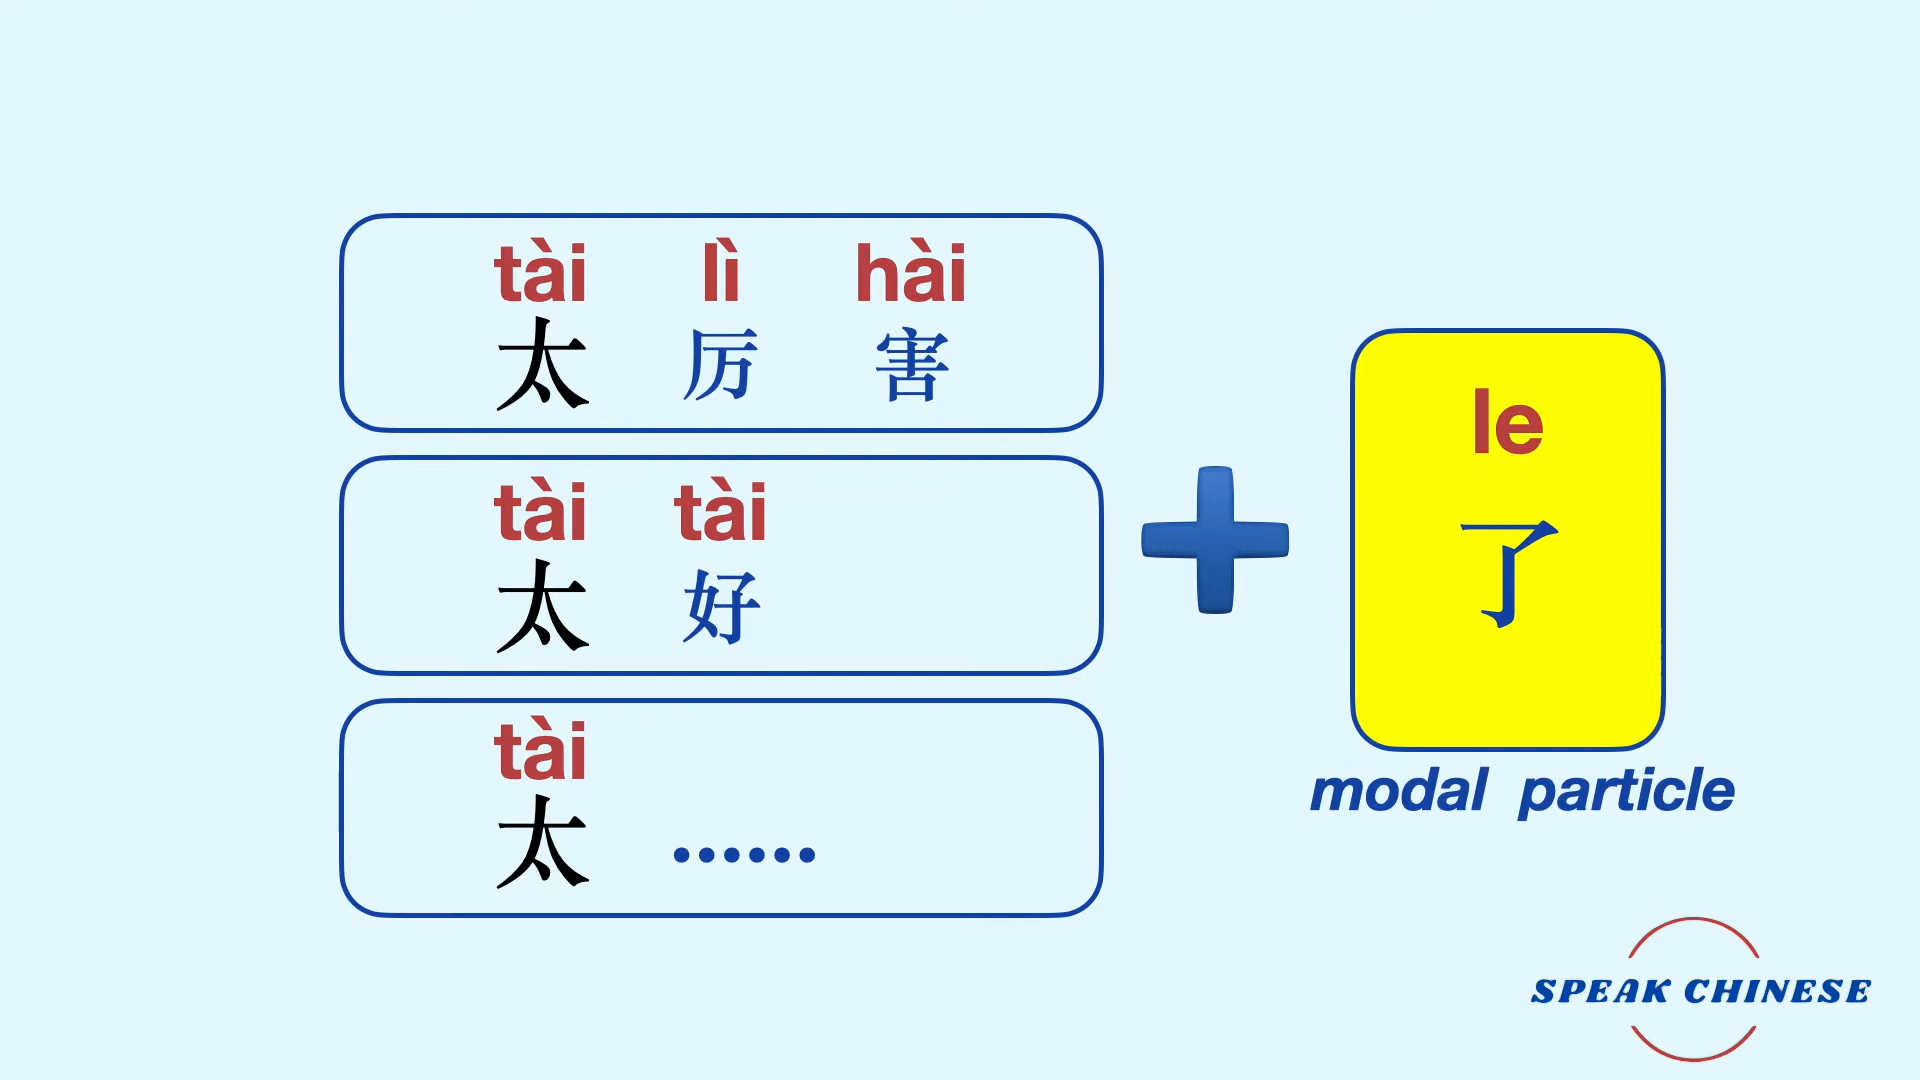 tài lì hài
太 厉 害
tài tài
太 好
tài
太 ······
le
了
modal particle
SPEAK CHINESE